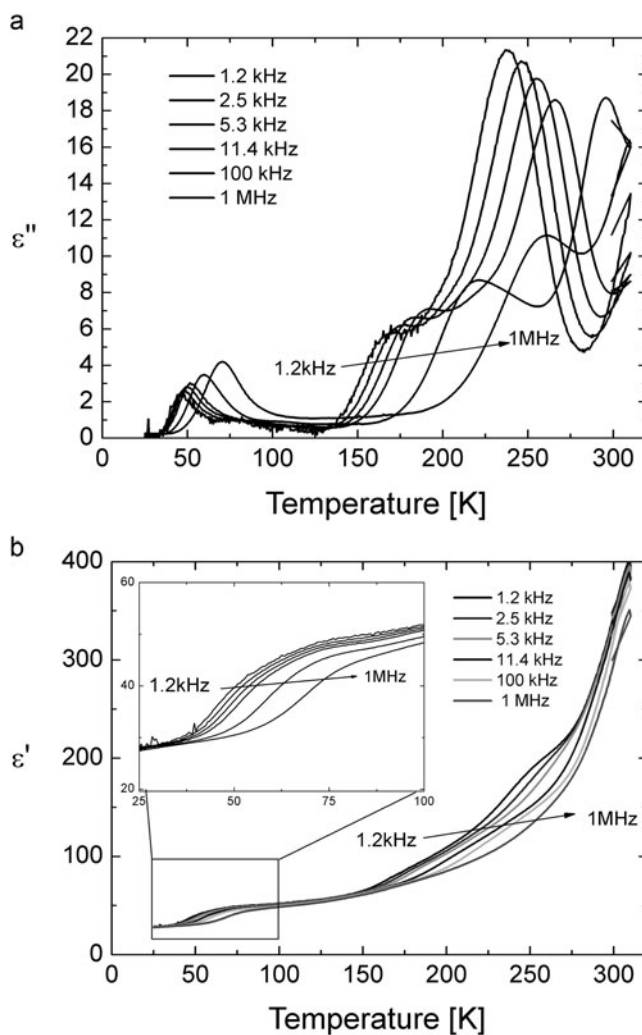 a
22
20
18
16
14
12
10
8
6
4
2
0
ε"
1.2 kHz
2.5 kHz
5.3 kHz
11.4 kHz
100 kHz
1 MHz
1.2kHz
1MHz
0 50 100 150 200 250 300
Temperature [K]
b
400
300
200
100
0
ε'
60
40
20
25 50 75 100
1.2kHz
1MHz
1.2 kHz
2.5 kHz
5.3 kHz
11.4 kHz
100 kHz
1 MHz
1.2kHz
1MHz
0 50 100 150 200 250 300
Temperature [K]